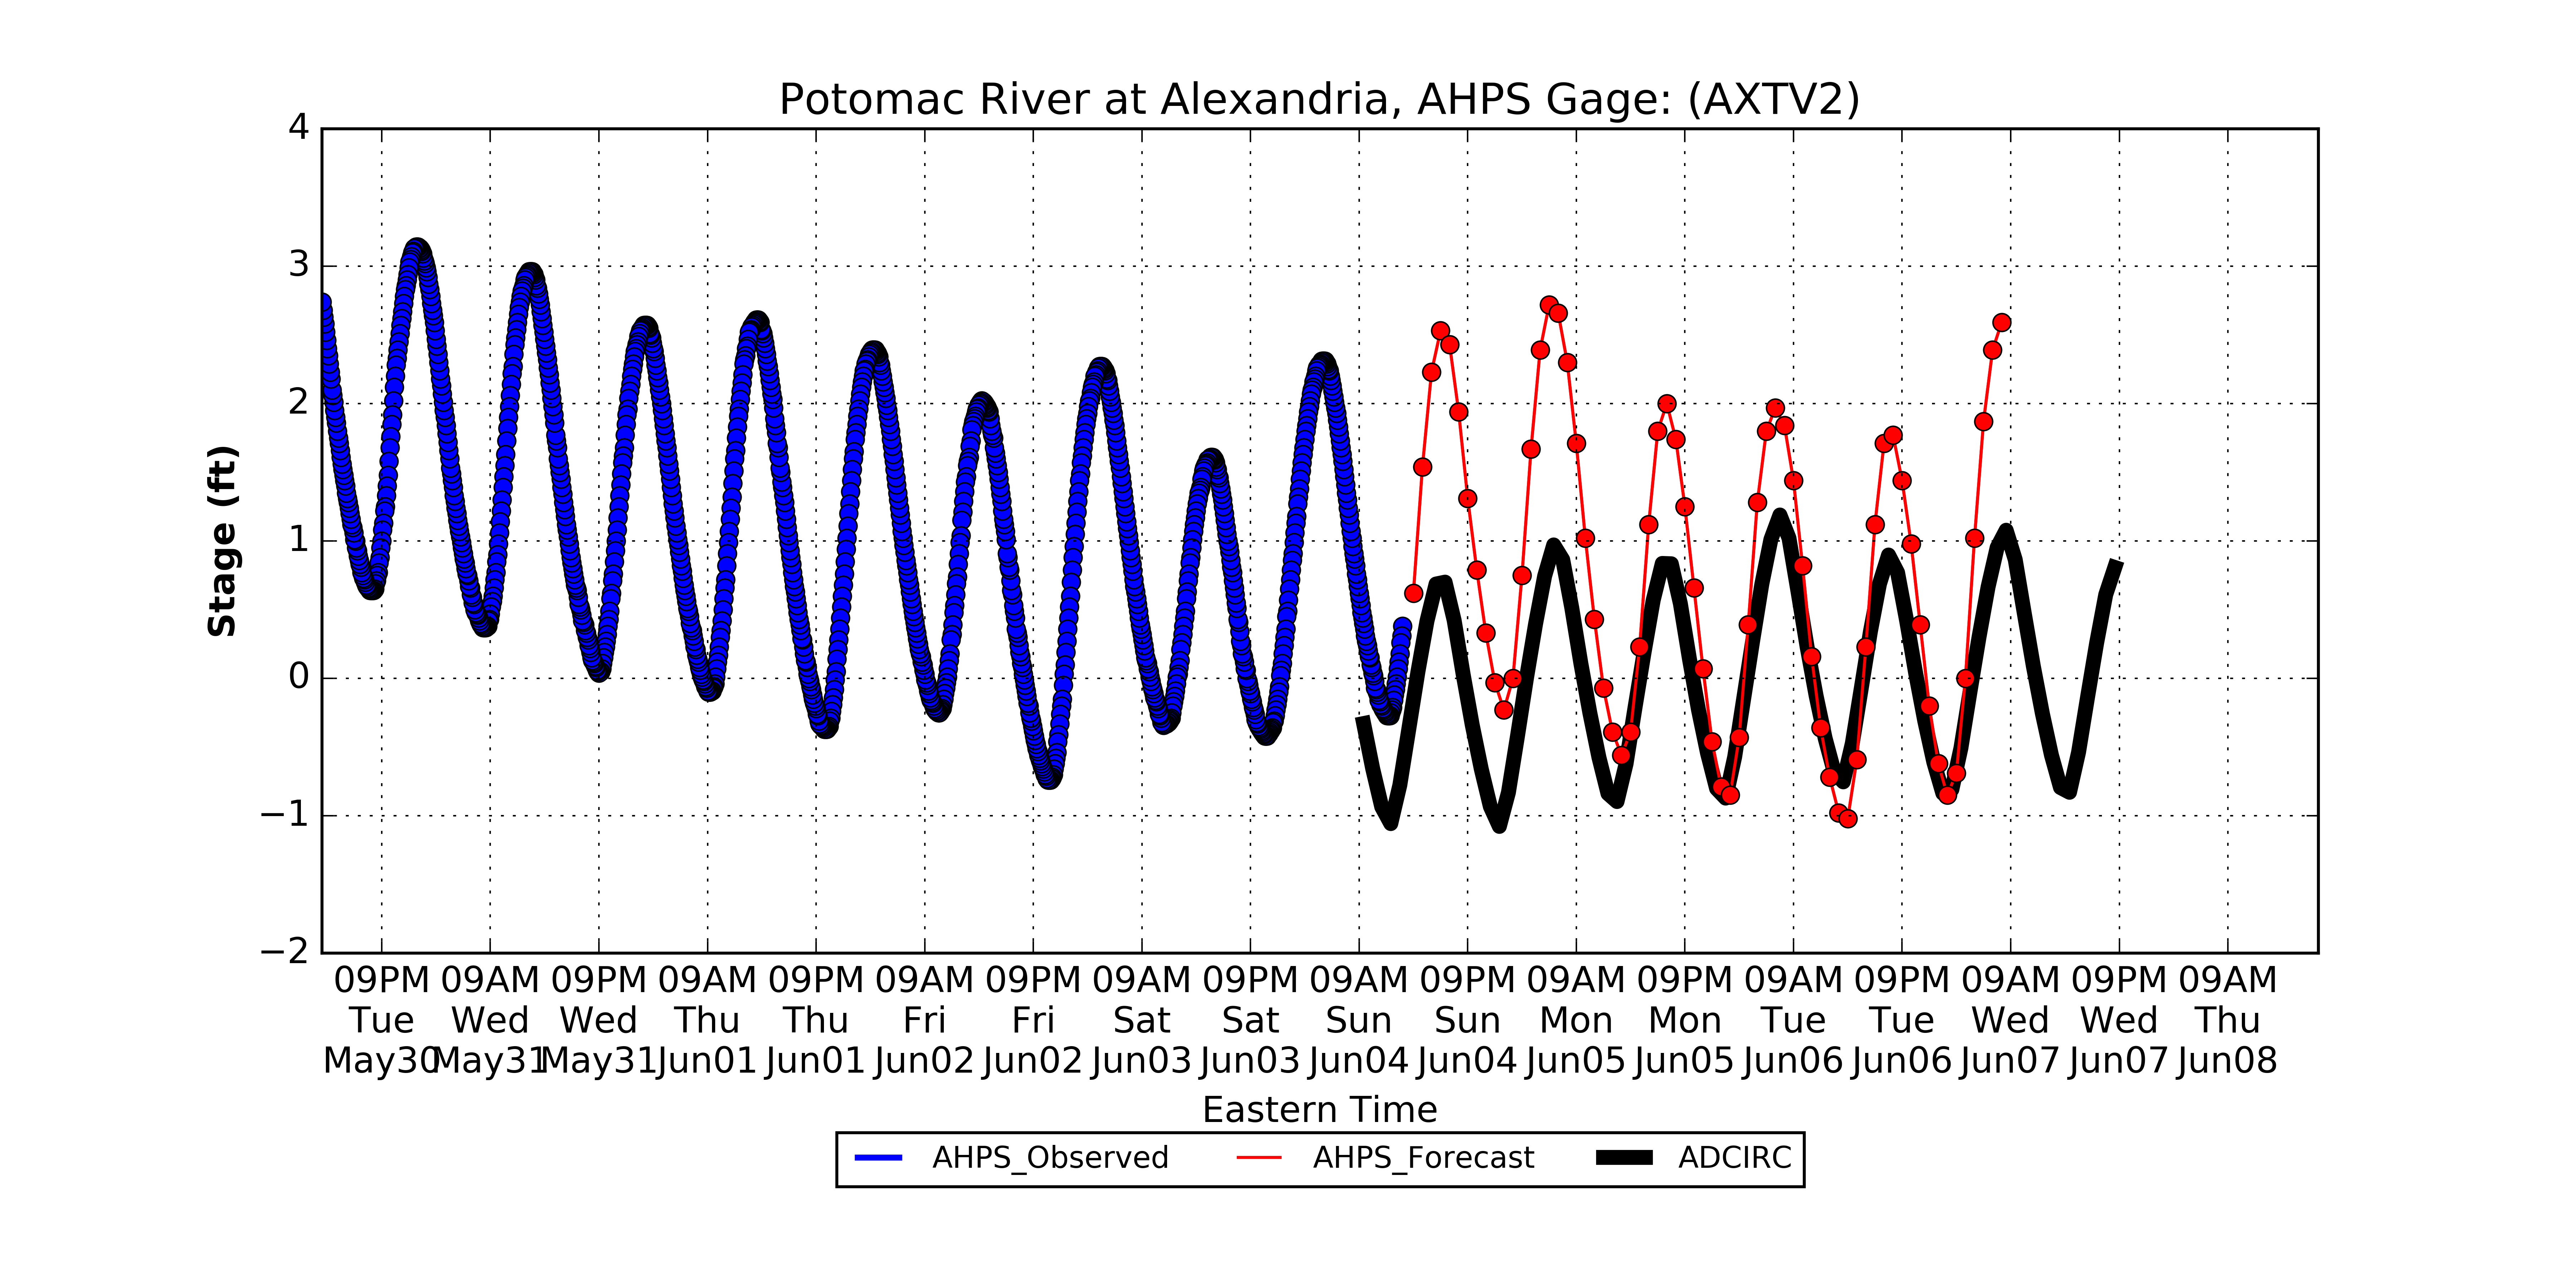 Potomac River at Alexandria, AHPS Gage: (AXTV2)
4
3
2
1
0
−1
−2
Stage (ft)
09PM 09AM 09PM 09AM 09PM 09AM 09PM 09AM 09PM 09AM 09PM 09AM 09PM 09AM 09PM 09AM 09PM 09AM
Tue Wed Wed Thu Thu Fri Fri Sat Sat Sun Sun Mon Mon Tue Tue Wed Wed Thu
May30 May31 May31 Jun01 Jun01 Jun02 Jun02 Jun03 Jun03 Jun04 Jun04 Jun05 Jun05 Jun06 Jun06 Jun07 Jun07 Jun08
Eastern Time
AHPS_Observed AHPS_Forecast ADCIRC